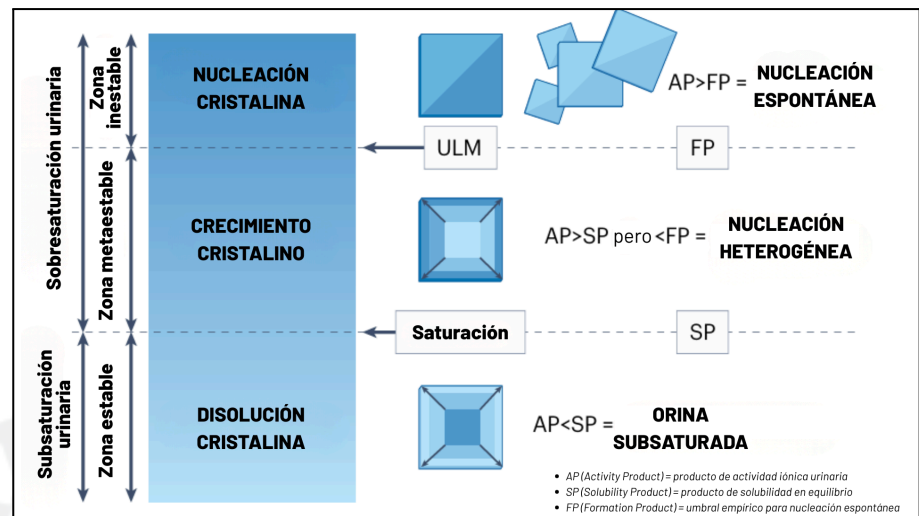 Sobresaturación urinaria
Zona
inestable
NUCLEACIÓN
CRISTALINA
AP>FP =
NUCLEACIÓN
ESPONTÁNEA
ULM
FP
Zona metaestable
CRECIMIENTO
CRISTALINO
AP>SP pero <FP =
NUCLEACIÓN
HETEROGÉNEA
Saturación
SP
Subsaturación
urinaria
Zona estable
DISOLUCIÓN
CRISTALINA
AP<SP =
ORINA
SUBSATURADA
• AP (Activity Product) = producto de actividad iónica urinaria
• SP (Solubility Product) = producto de solubilidad en equilibrio
• FP (Formation Product) = umbral empírico para nucleación espontánea